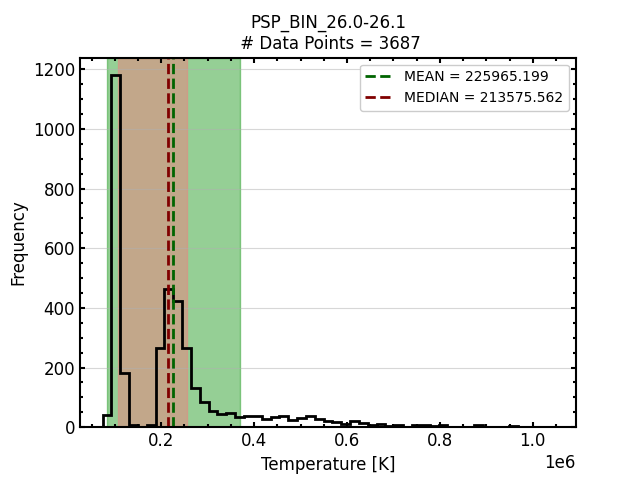 PSP_BIN_26.0-26.1
# Data Points = 3687
MEAN = 225965.199
MEDIAN = 213575.562
Frequency
1200
1000
800
600
400
200
0
0.2
0.4
0.6
0.8
1.0
1e6
Temperature [K]